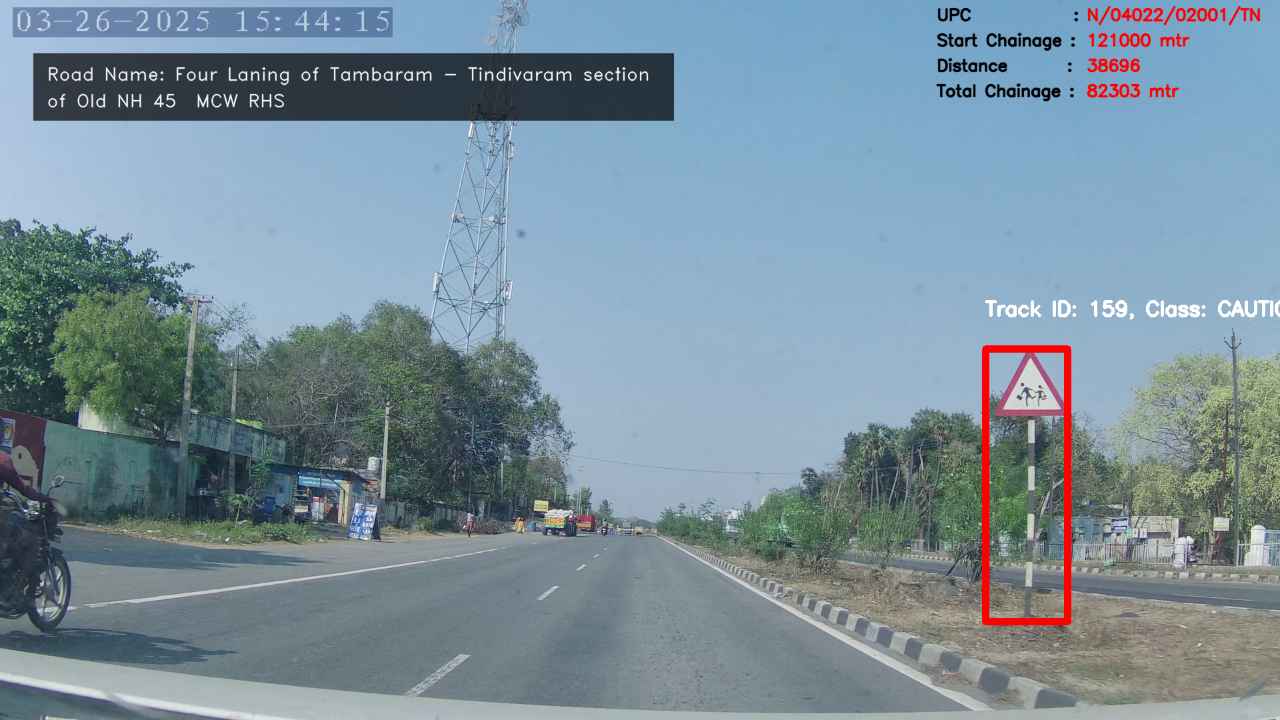 03-26-2025 15:44:15
Road Name: Four Laning of Tambaram - Tindivaram section
of Old NH 45 MCW RHS
UPC : N/04022/02001/TN
Start Chainage : 121000 mtr
Distance : 38696
Total Chainage : 82303 mtr
Track ID: 159, Class: CAUTIO